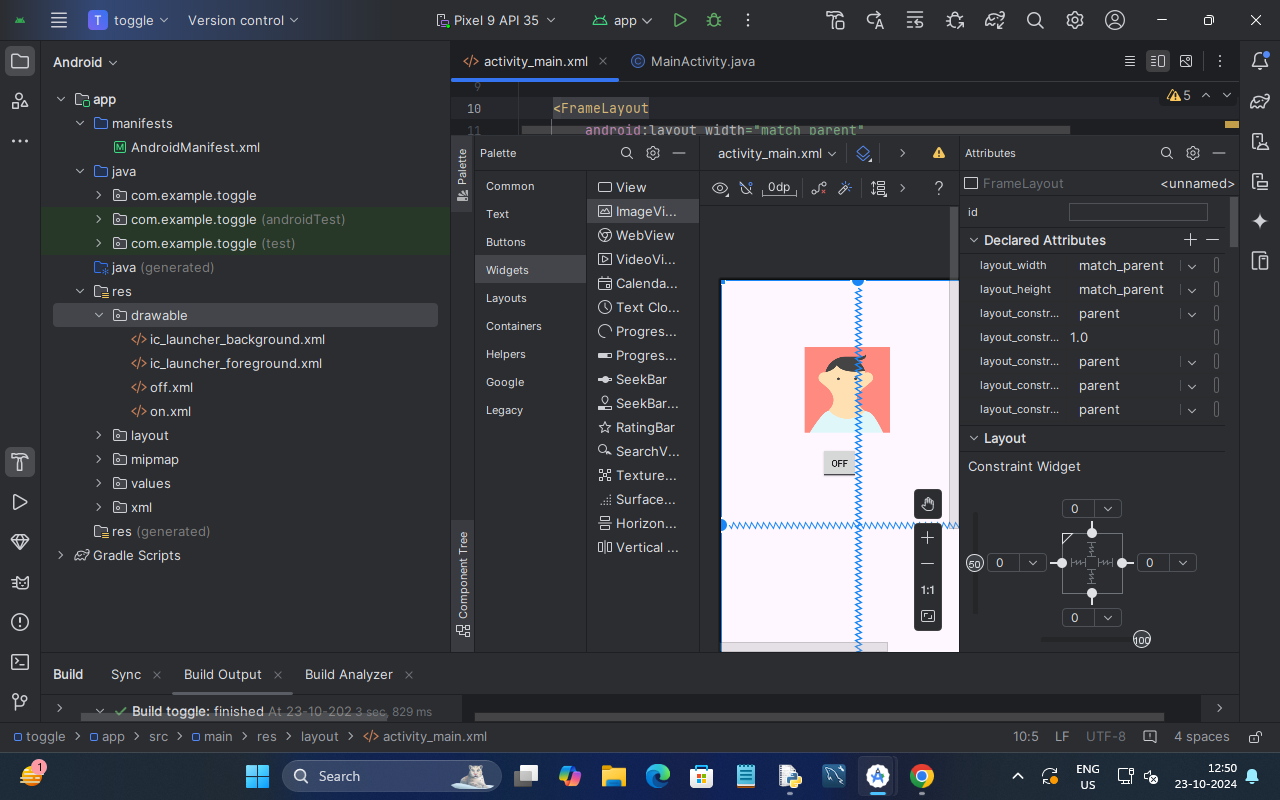 T toggle Version control Pixel 9 API 35 app
Android
activity_main.xml MainActivity.java
app
manifests
AndroidManifest.xml
java
com.example.toggle
com.example.toggle (androidTest)
com.example.toggle (test)
java (generated)
res
drawable
ic_launcher_background.xml
ic_launcher_foreground.xml
off.xml
on.xml
layout
mipmap
values
xml
res (generated)
Gradle Scripts
9
10 <FrameLayout
11 android:layout_width="match_parent"
5
Palette
Component Tree
Palette
Common
Text
Buttons
Widgets
Layouts
Containers
Helpers
Google
Legacy
View
ImageVi...
WebView
VideoVi...
Calenda...
Text Clo...
Progres...
Progres...
SeekBar
SeekBar...
RatingBar
SearchV...
Texture...
Surface...
Horizon...
Vertical ...
activity_main.xml
0dp ?
OFF
1:1
Attributes
FrameLayout <unnamed>
id
Declared Attributes
layout_width match_parent
layout_height match_parent
layout_constr... parent
layout_constr... 1.0
layout_constr... parent
layout_constr... parent
layout_constr... parent
Layout
Constraint Widget
0
50 0 0
0
100
Build Sync Build Output Build Analyzer
Build toggle: finished At 23-10-202 3 sec, 829 ms
toggle > app > src > main > res > layout > activity_main.xml 10:5 LF UTF-8 4 spaces
1 Search ENG
US
12:50
23-10-2024